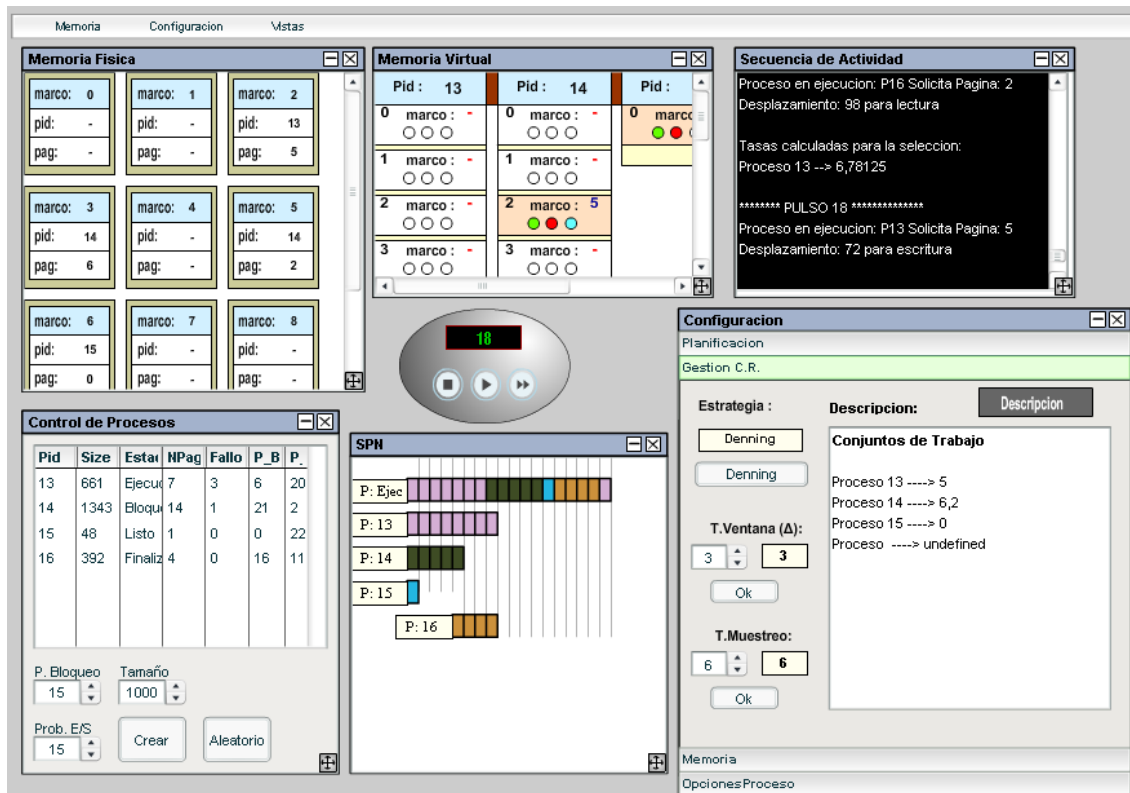 Memoria Configuracion Vistas
Memoria Fisica
marco: 0 marco: 1 marco: 2
pid: - pid: - pid: 13
pag: - pag: - pag: 5
marco: 3 marco: 4 marco: 5
pid: 14 pid: - pid: 14
pag: 6 pag: - pag: 2
marco: 6 marco: 7 marco: 8
pid: 15 pid: - pid: -
pag: 0 pag: - pag: -
Memoria Virtual
Pid : 13 Pid : 14 Pid :
0 marco : - 0 marco : - 0 marco
1 marco : - 1 marco : -
2 marco : - 2 marco : 5
3 marco : - 3 marco : -
Secuencia de Actividad
Proceso en ejecucion: P16 Solicita Pagina: 2
Desplazamiento: 98 para lectura
Tasas calculadas para la seleccion:
Proceso 13 --> 6,78125
******** PULSO 18 **************
Proceso en ejecucion: P13 Solicita Pagina: 5
Desplazamiento: 72 para escritura
18
Control de Procesos
Pid Size Estac NPag Fallo P_B P_
13 661 Ejecuc 7 3 6 20
14 1343 Bloqu 14 1 21 2
15 48 Listo 1 0 0 22
16 392 Finaliz 4 0 16 11
P. Bloqueo Tamaño
15 1000
Prob. E/S
15 Crear Aleatorio
SPN
P: Ejec
P: 13
P: 14
P: 15
P: 16
Configuracion
Planificacion
Gestion C.R.
Estrategia : Descripcion: Descripcion
Denning
Denning
Conjuntos de Trabajo
Proceso 13 ----> 5
Proceso 14 ----> 6,2
Proceso 15 ----> 0
Proceso ----> undefined
T.Ventana (Δ):
3 3
Ok
T.Muestreo:
6 6
Ok
Memoria
OpcionesProceso